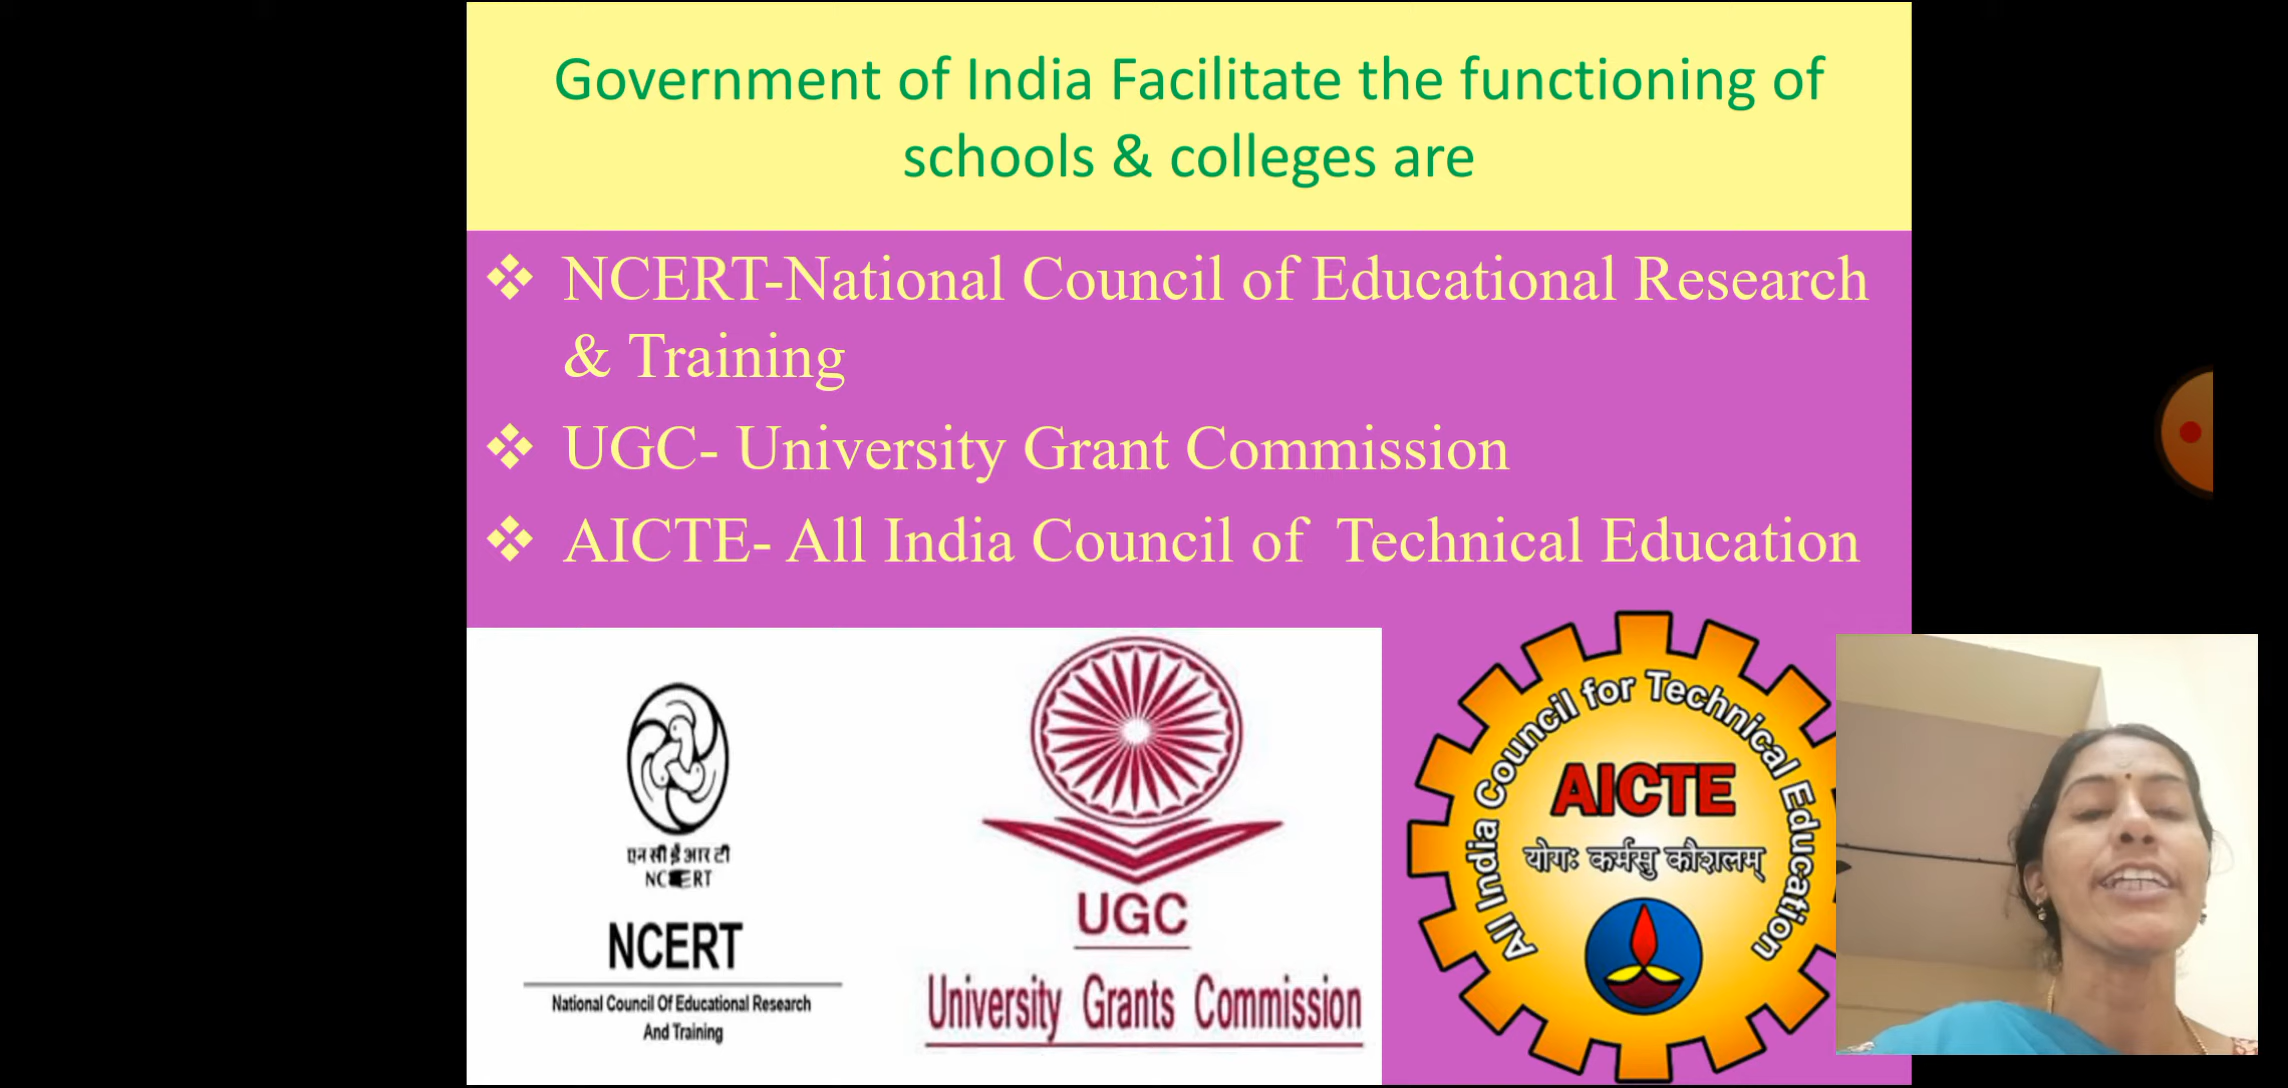 Government of India Facilitate the functioning of
schools & colleges are
❖ NCERT-National Council of Educational Research
& Training
❖ UGC- University Grant Commission
❖ AICTE- All India Council of Technical Education
एन सी ई आर टी
NCERT
NCERT
National Council Of Educational Research
And Training
UGC
University Grants Commission
All India Council for Technical Education
AICTE
योगः कर्मसु कौशलम्